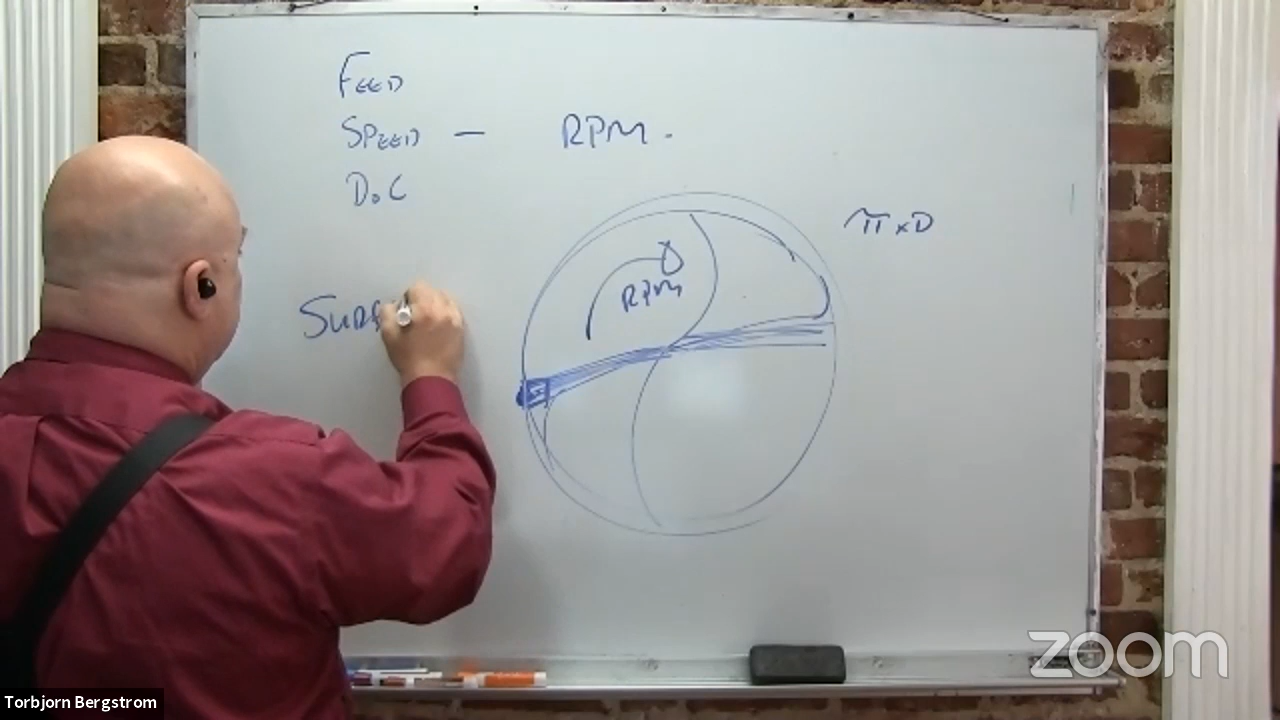 FEED
SPEED — RPM.
DOC
π x D
RPM
SURF
zoom
Torbjorn Bergstrom